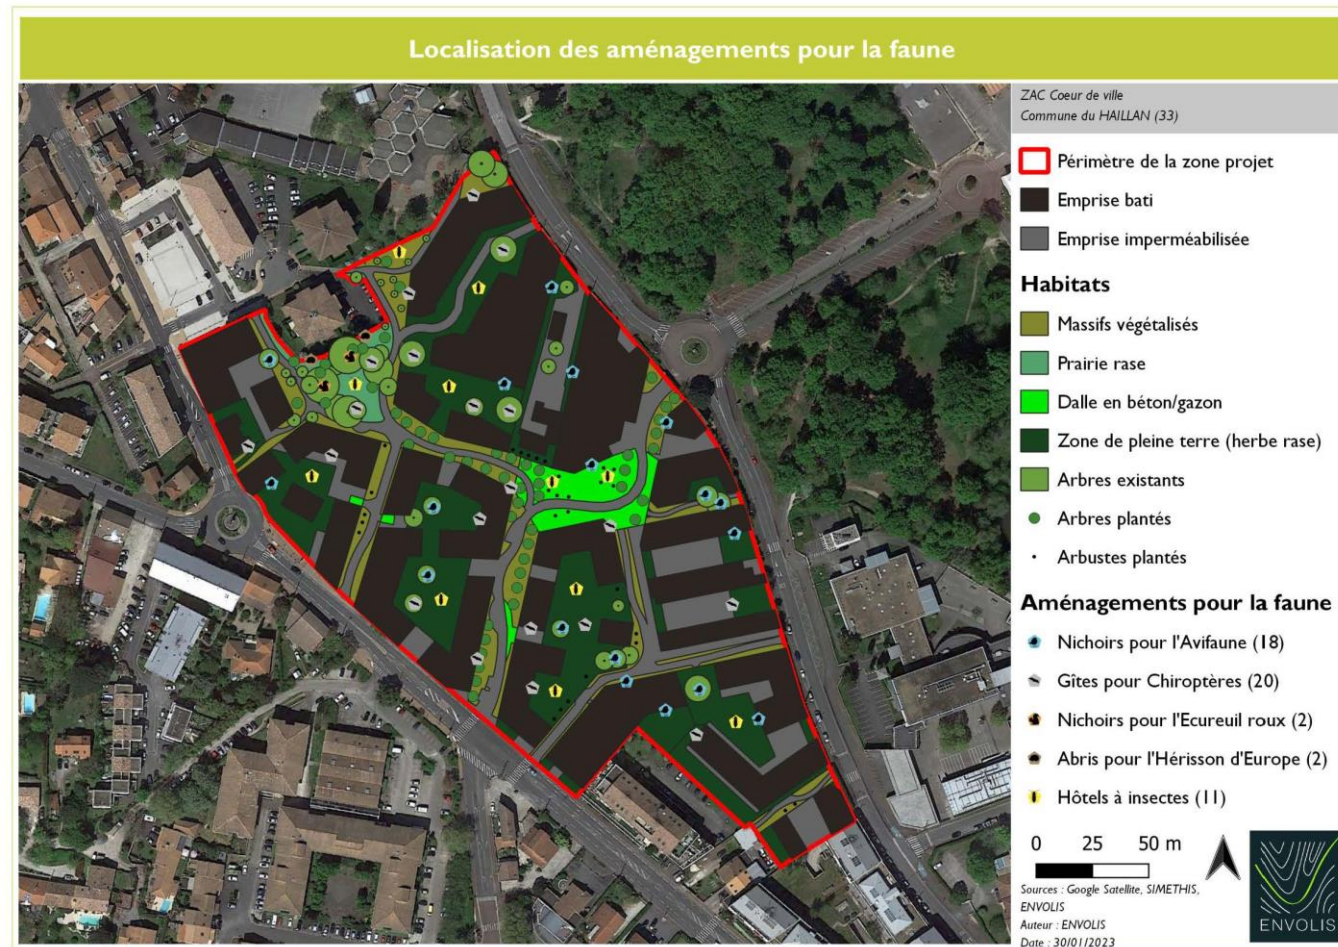 Localisation des aménagements pour la faune
ZAC Coeur de ville
Commune du HAILLAN (33)
Périmètre de la zone projet
Emprise bati
Emprise imperméabilisée
Habitats
Massifs végétalisés
Prairie rase
Dalle en béton/gazon
Zone de pleine terre (herbe rase)
Arbres existants
Arbres plantés
Arbustes plantés
Aménagements pour la faune
Nichoirs pour l'Avifaune (18)
Gîtes pour Chiroptères (20)
Nichoirs pour l'Ecureuil roux (2)
Abris pour l'Hérisson d'Europe (2)
Hôtels à insectes (11)
0 25 50 m
Sources : Google Satellite, SIMETHIS,
ENVOLIS
Auteur : ENVOLIS
Date : 30/01/2023
ENVOLIS